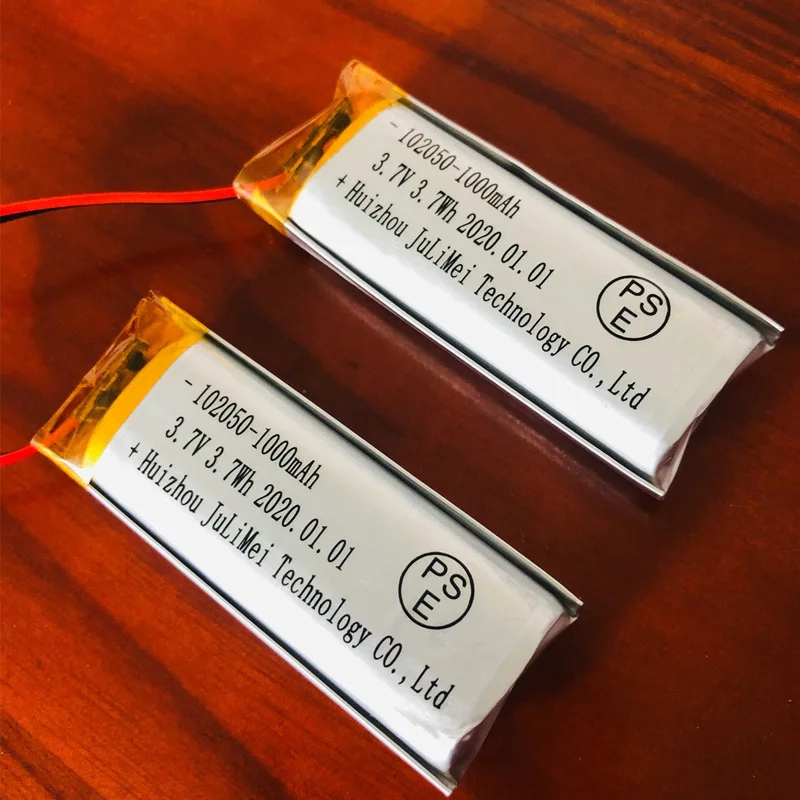 - 102050-1000mAh
3.7V 3.7Wh 2020.01.01
+ Huizhou JuLiMei Technology CO.,Ltd
PS
E
- 102050-1000mAh
3.7V 3.7Wh 2020.01.01
+ Huizhou JuLiMei Technology CO.,Ltd
PS
E